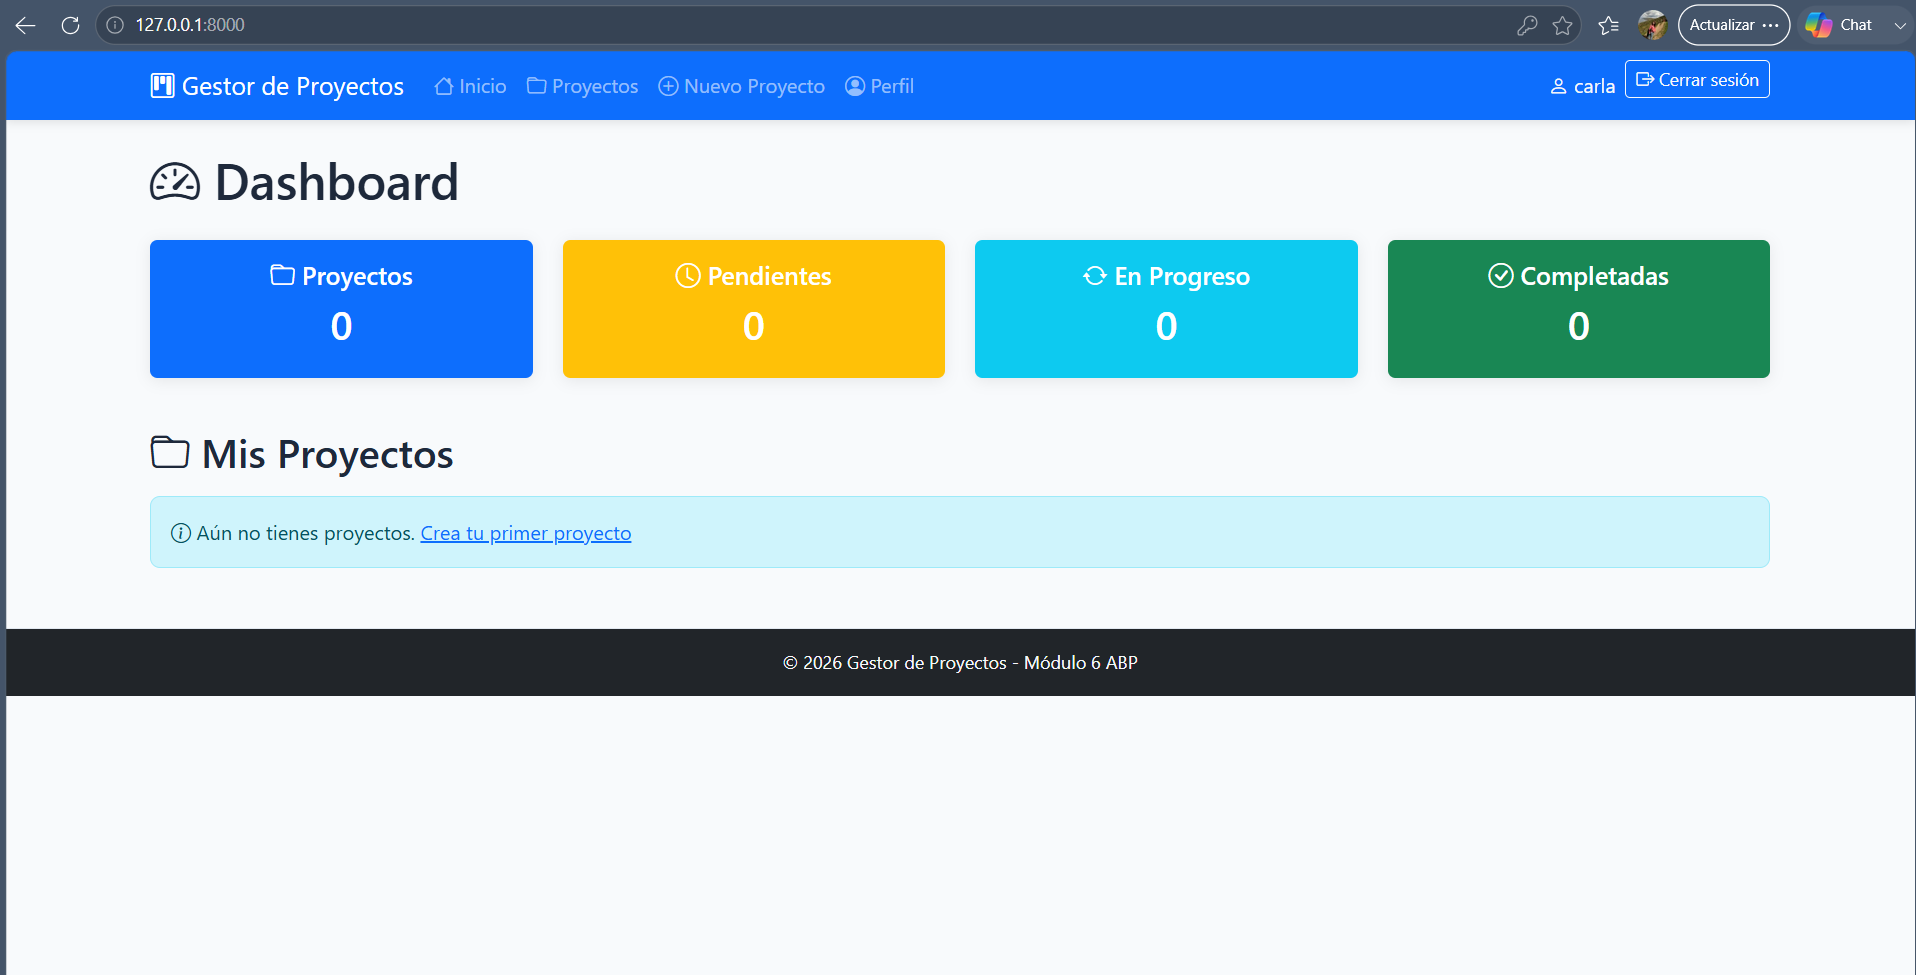 127.0.0.1:8000
Actualizar
Chat
Gestor de Proyectos
Inicio
Proyectos
Nuevo Proyecto
Perfil
carla
Cerrar sesión
Dashboard
Proyectos
0
Pendientes
0
En Progreso
0
Completadas
0
Mis Proyectos
Aún no tienes proyectos. Crea tu primer proyecto
© 2026 Gestor de Proyectos - Módulo 6 ABP